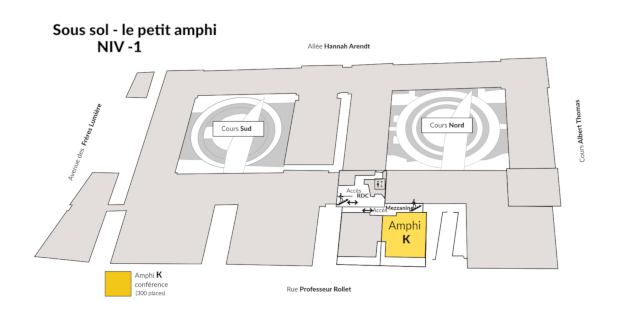 Sous sol - le petit amphi
NIV -1
Allée Hannah Arendt
Avenue des Frères Lumière
Cours Sud
Cours Nord
Cours Albert Thomas
Accès
RDC
Accès Mezzanine
Amphi
K
Amphi K
conférence
(300 places)
Rue Professeur Rollet